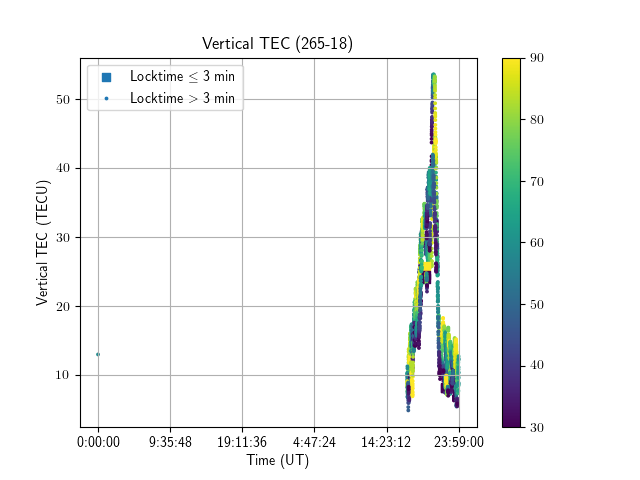 Vertical TEC (265-18)
Locktime ≤ 3 min
Locktime > 3 min
Vertical TEC (TECU)
50
40
30
20
10
0:00:00 9:35:48 19:11:36 4:47:24 14:23:12 23:59:00
Time (UT)
90
80
70
60
50
40
30